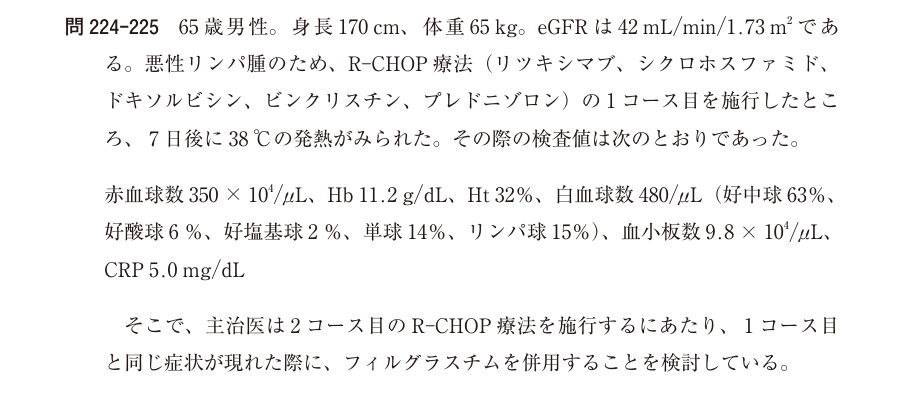 問 224-225 65歳男性。身長 170 cm、体重 65 kg。eGFR は 42 mL/min/1.73 m²であ
る。悪性リンパ腫のため、R-CHOP 療法（リツキシマブ、シクロホスファミド、
ドキソルビシン、ビンクリスチン、プレドニゾロン）の1コース目を施行したとこ
ろ、7日後に 38 ℃の発熱がみられた。その際の検査値は次のとおりであった。
赤血球数 350 × 10⁴/μL、Hb 11.2 g/dL、Ht 32%、白血球数 480/μL（好中球 63%、
好酸球 6 %、好塩基球 2 %、単球 14%、リンパ球 15%）、血小板数 9.8 × 10⁴/μL、
CRP 5.0 mg/dL
そこで、主治医は2コース目の R-CHOP 療法を施行するにあたり、1コース目
と同じ症状が現れた際に、フィルグラスチムを併用することを検討している。